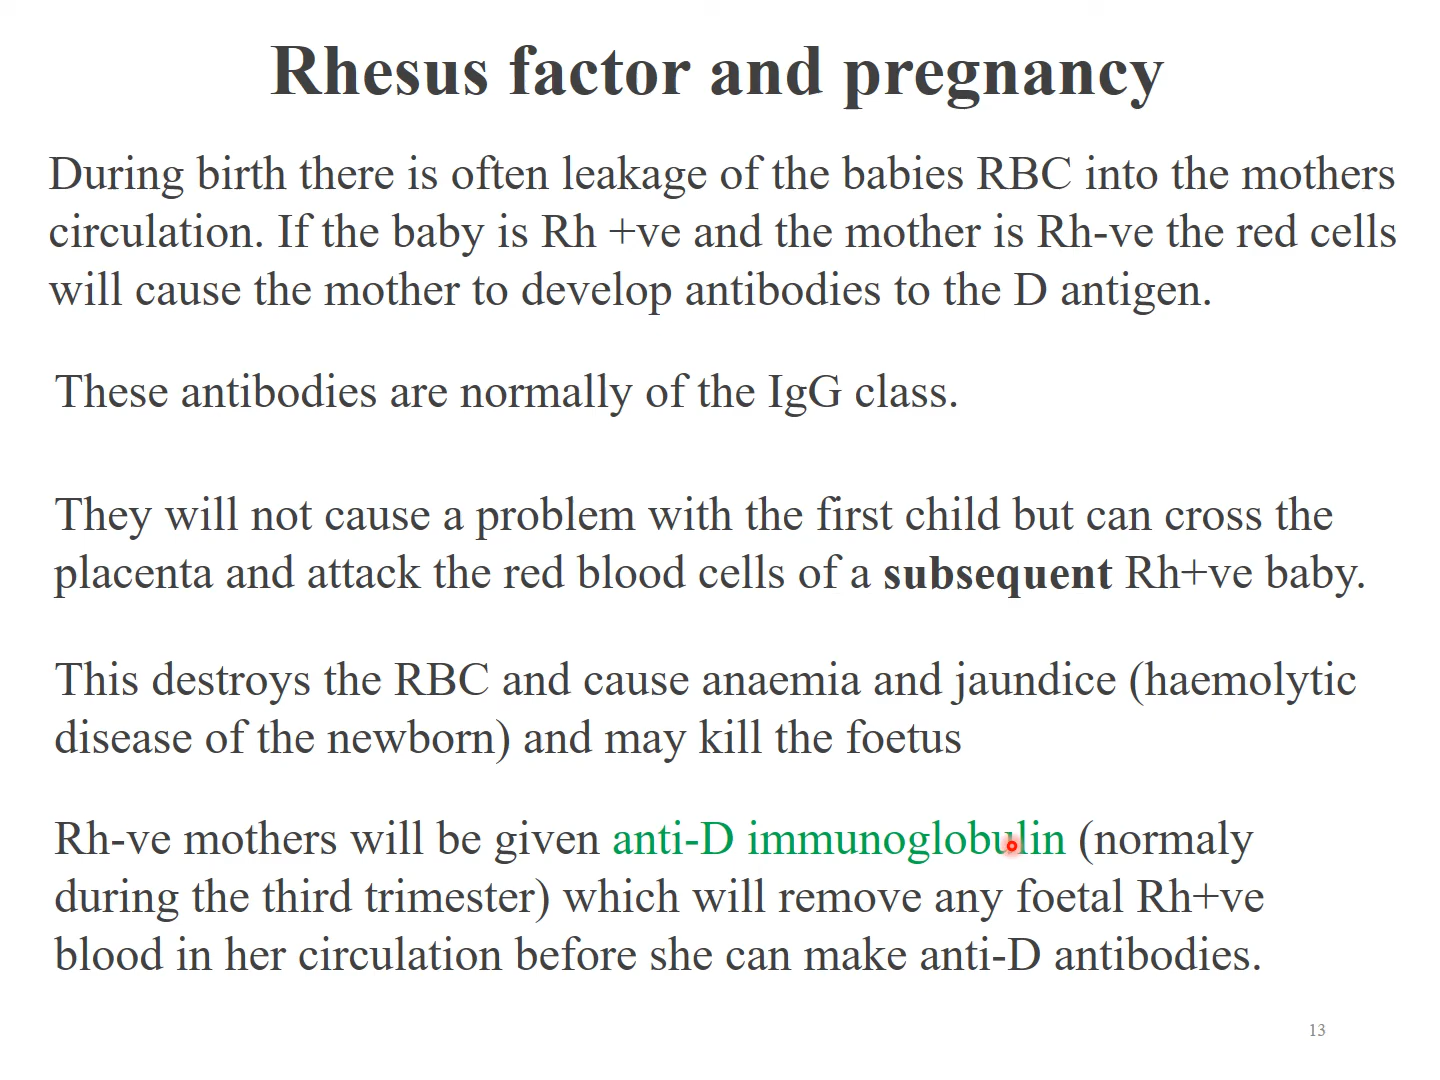 Rhesus factor and pregnancy
During birth there is often leakage of the babies RBC into the mothers
circulation. If the baby is Rh +ve and the mother is Rh-ve the red cells
will cause the mother to develop antibodies to the D antigen.
These antibodies are normally of the IgG class.
They will not cause a problem with the first child but can cross the
placenta and attack the red blood cells of a subsequent Rh+ve baby.
This destroys the RBC and cause anaemia and jaundice (haemolytic
disease of the newborn) and may kill the foetus
Rh-ve mothers will be given anti-D immunoglobulin (normaly
during the third trimester) which will remove any foetal Rh+ve
blood in her circulation before she can make anti-D antibodies.
13